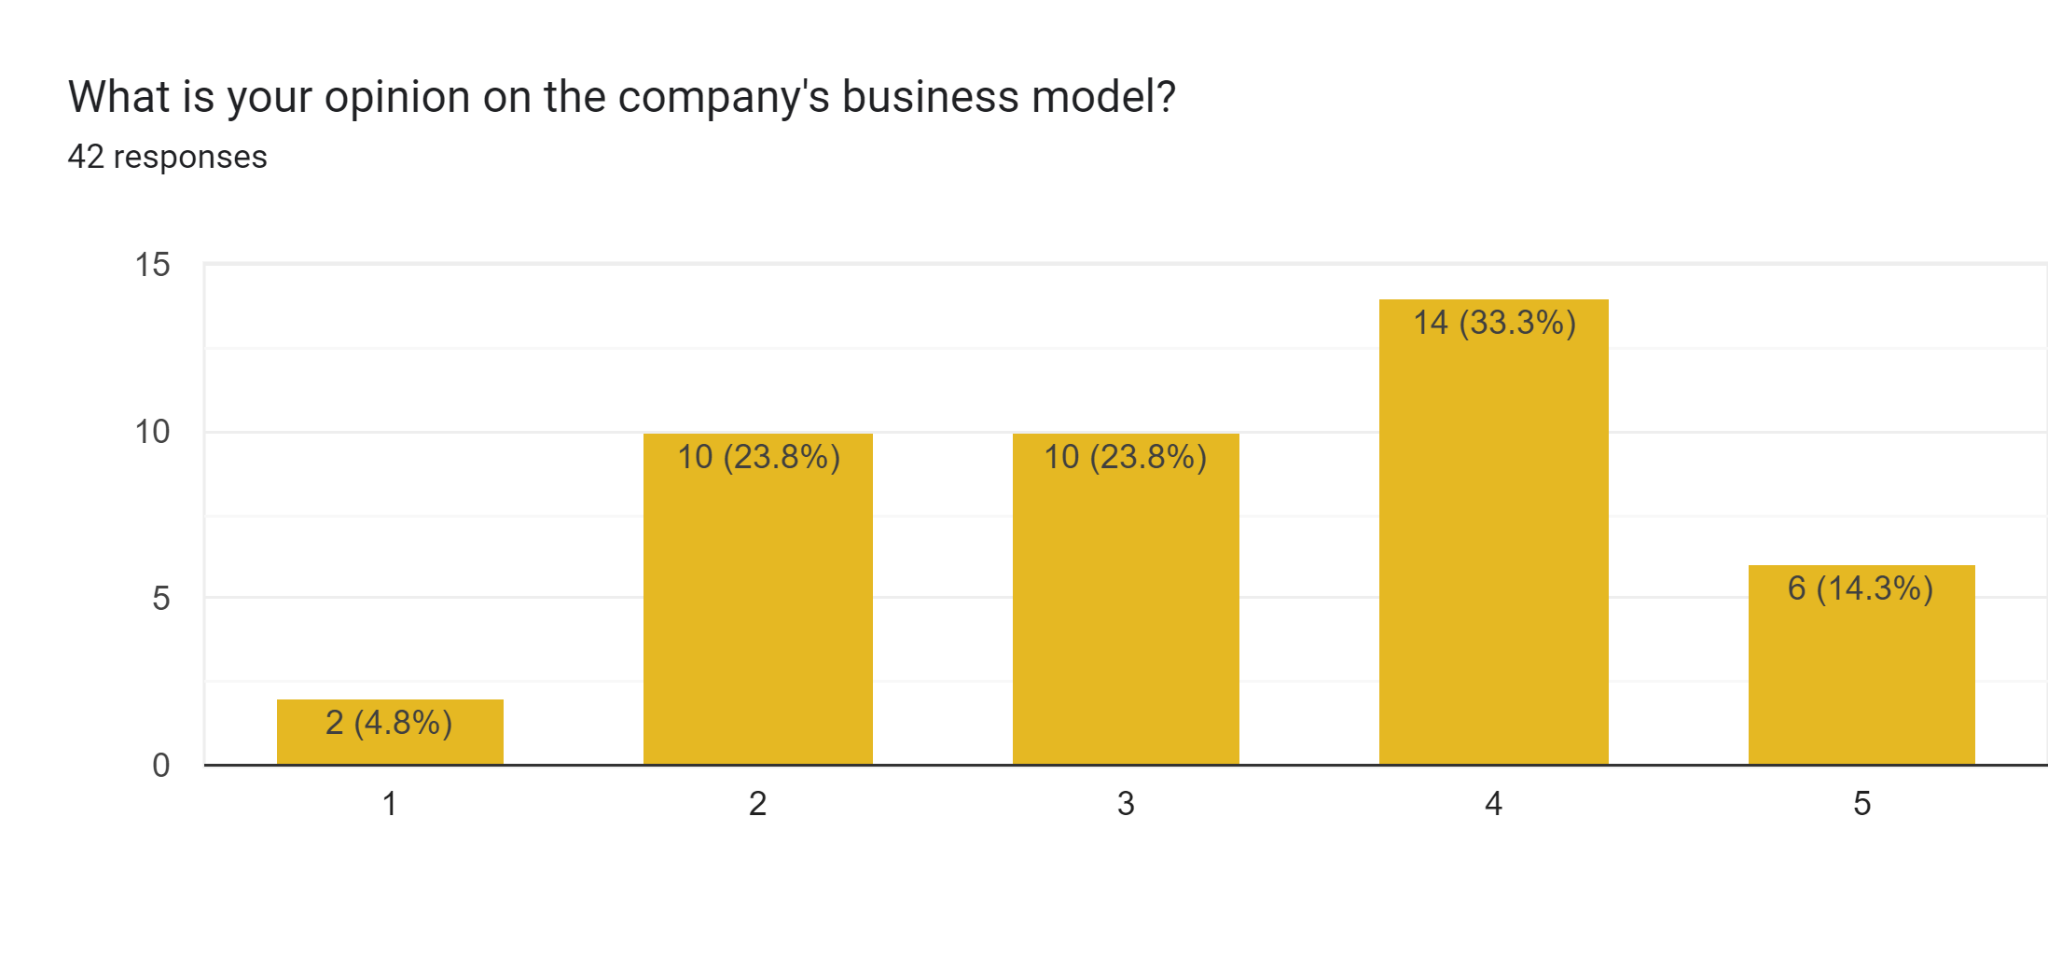 What is your opinion on the company's business model?
42 responses
15
14 (33.3%)
10
10 (23.8%) 10 (23.8%)
5
6 (14.3%)
2 (4.8%)
0
1 2 3 4 5